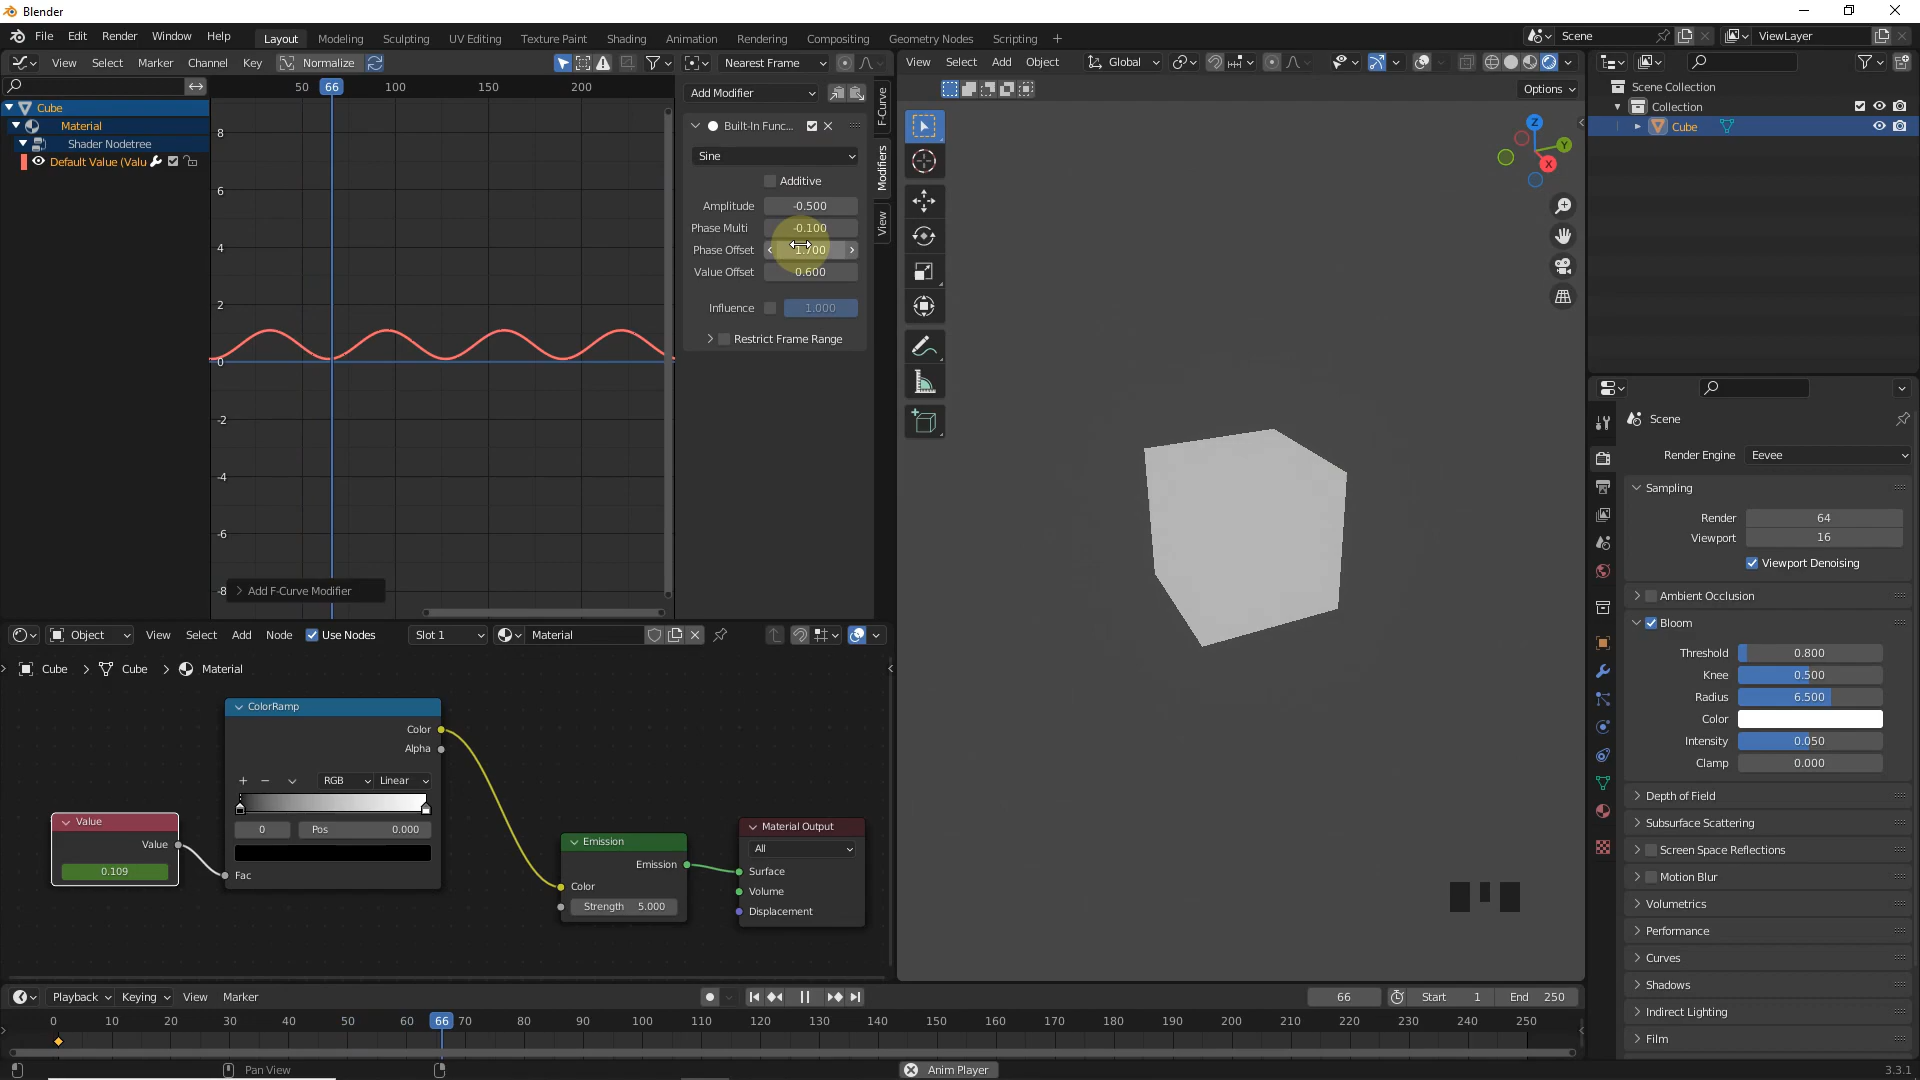 Blender
File Edit Render Window Help
Layout Modeling Sculpting UV Editing Texture Paint Shading Animation Rendering Compositing Geometry Nodes Scripting +
Scene
ViewLayer
View Select Marker Channel Key Normalize
Nearest Frame
View Select Add Object
Global
Options
50 66 100 150 200
8
6
4
2
0
-2
-4
-6
-8
Cube
Material
Shader Nodetree
Default Value (Valu
Add F-Curve Modifier
Add Modifier
Built-In Func...
Sine
Additive
Amplitude -0.500
Phase Multi -0.100
Phase Offset 1.700
Value Offset 0.600
Influence 1.000
Restrict Frame Range
F-Curve
Modifiers
View
Z
Y
X
Scene Collection
Collection
Cube
Scene
Render Engine Eevee
Sampling
Render 64
Viewport 16
Viewport Denoising
Ambient Occlusion
Bloom
Threshold 0.800
Knee 0.500
Radius 6.500
Color
Intensity 0.050
Clamp 0.000
Depth of Field
Subsurface Scattering
Screen Space Reflections
Motion Blur
Volumetrics
Performance
Curves
Shadows
Indirect Lighting
Film
Object View Select Add Node Use Nodes Slot 1 Material
Cube Cube Material
ColorRamp
Color
Alpha
RGB Linear
0 Pos 0.000
Fac
Value
Value
0.109
Emission
Emission
Color
Strength 5.000
Material Output
All
Surface
Volume
Displacement
Playback Keying View Marker
66 Start 1 End 250
0 10 20 30 40 50 60 66 70 80 90 100 110 120 130 140 150 160 170 180 190 200 210 220 230 240 250
Pan View
Anim Player
3.3.1